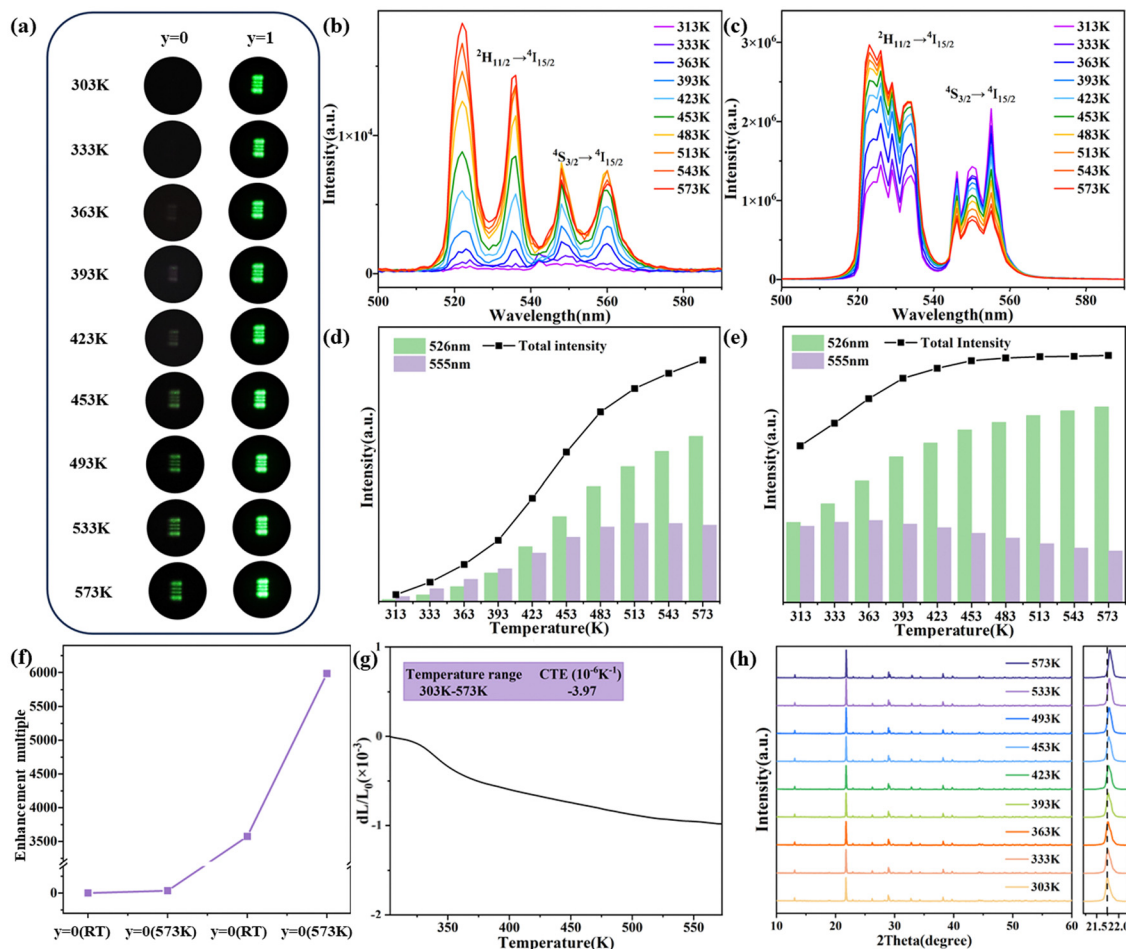 (a)
y=0 y=1
303K
333K
363K
393K
423K
453K
493K
533K
573K
(b)
Intensity(a.u.)
1×10⁴
0
²H₁₁/₂→⁴I₁₅/₂
⁴S₃/₂→⁴I₁₅/₂
313K
333K
363K
393K
423K
453K
483K
513K
543K
573K
500 520 540 560 580
Wavelength(nm)
(c)
Intensity(a.u.)
3×10⁶
2×10⁶
1×10⁶
0
²H₁₁/₂→⁴I₁₅/₂
⁴S₃/₂→⁴I₁₅/₂
313K
333K
363K
393K
423K
453K
483K
513K
543K
573K
500 520 540 560 580
Wavelength(nm)
(d)
Intensity(a.u.)
526nm
555nm
Total intensity
313 333 363 393 423 453 483 513 543 573
Temperature(K)
(e)
Intensity(a.u.)
526nm
555nm
Total Intensity
313 333 363 393 423 453 483 513 543 573
Temperature(K)
(f)
Enhancement multiple
6000
5500
5000
4500
4000
3500
0
y=0(RT) y=0(573K) y=0(RT) y=0(573K)
(g)
dL/L₀(×10⁻³)
1
0
-1
-2
Temperature range CTE (10⁻⁶K⁻¹)
303K-573K -3.97
350 400 450 500 550
Temperature(K)
(h)
Intensity(a.u.)
573K
533K
493K
453K
423K
393K
363K
333K
303K
10 20 30 40 50 60
2Theta(degree)
21.5 22.0